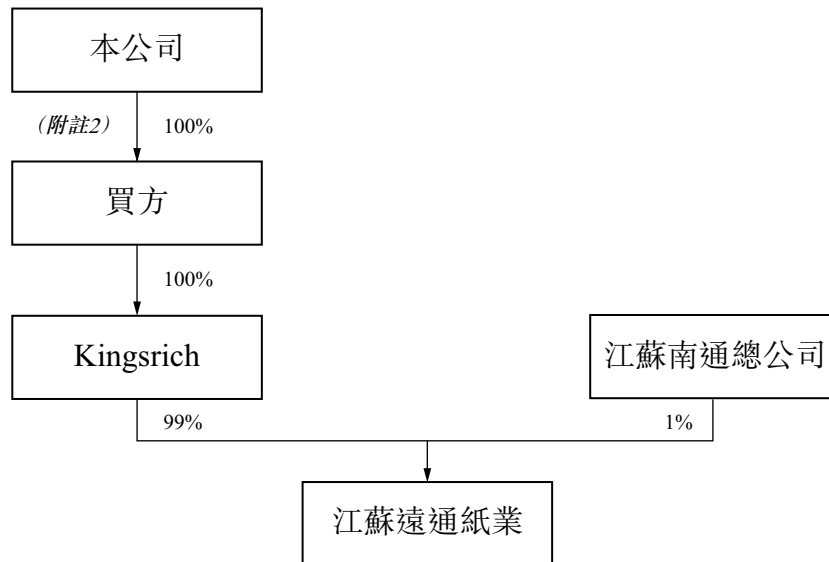 本公司
（附註2） 100%
買方
100%
Kingsrich
江蘇南通總公司
99%
1%
江蘇遠通紙業